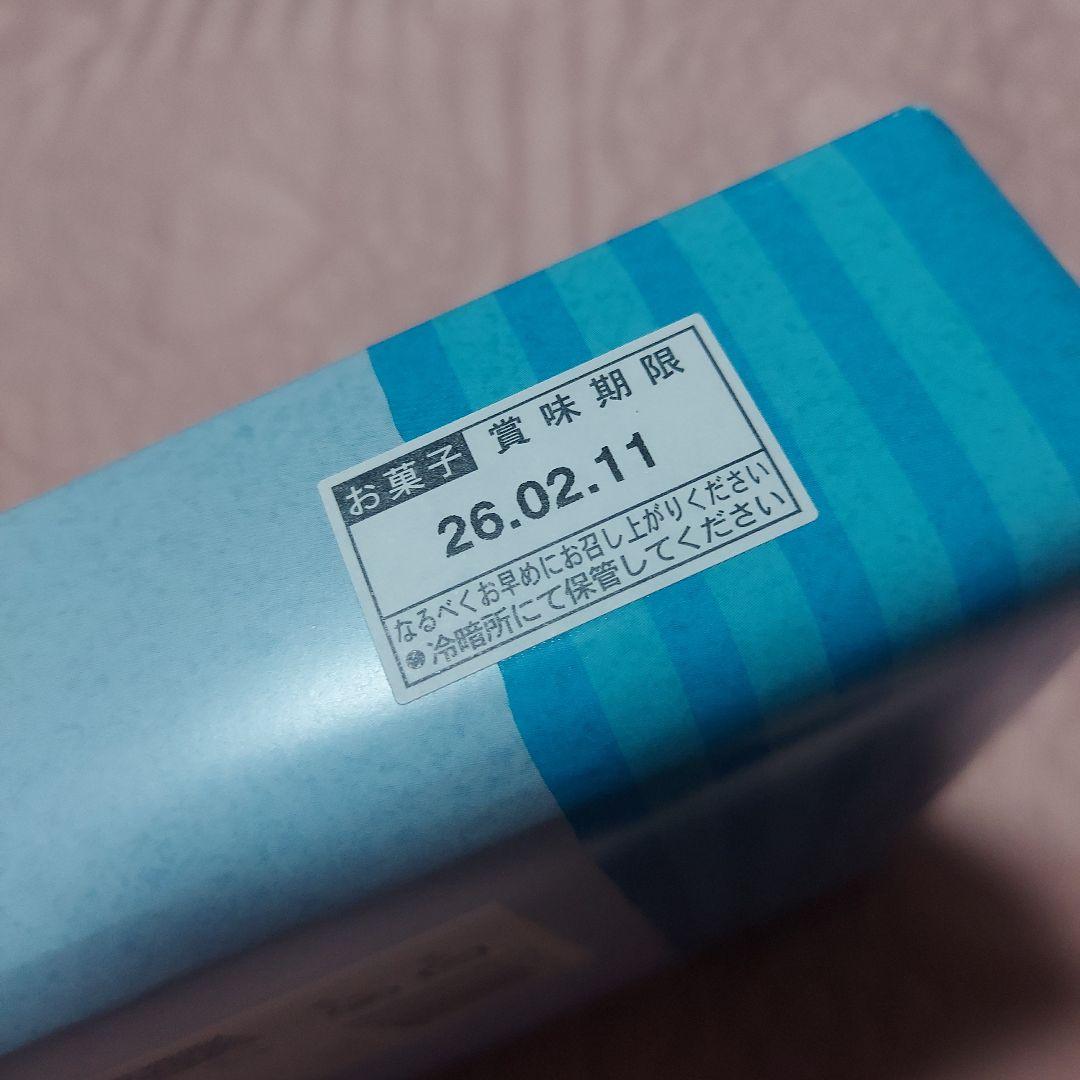 お菓子 賞味期限
26.02.11
なるべくお早めにお召し上がりください
●冷暗所にて保管してください